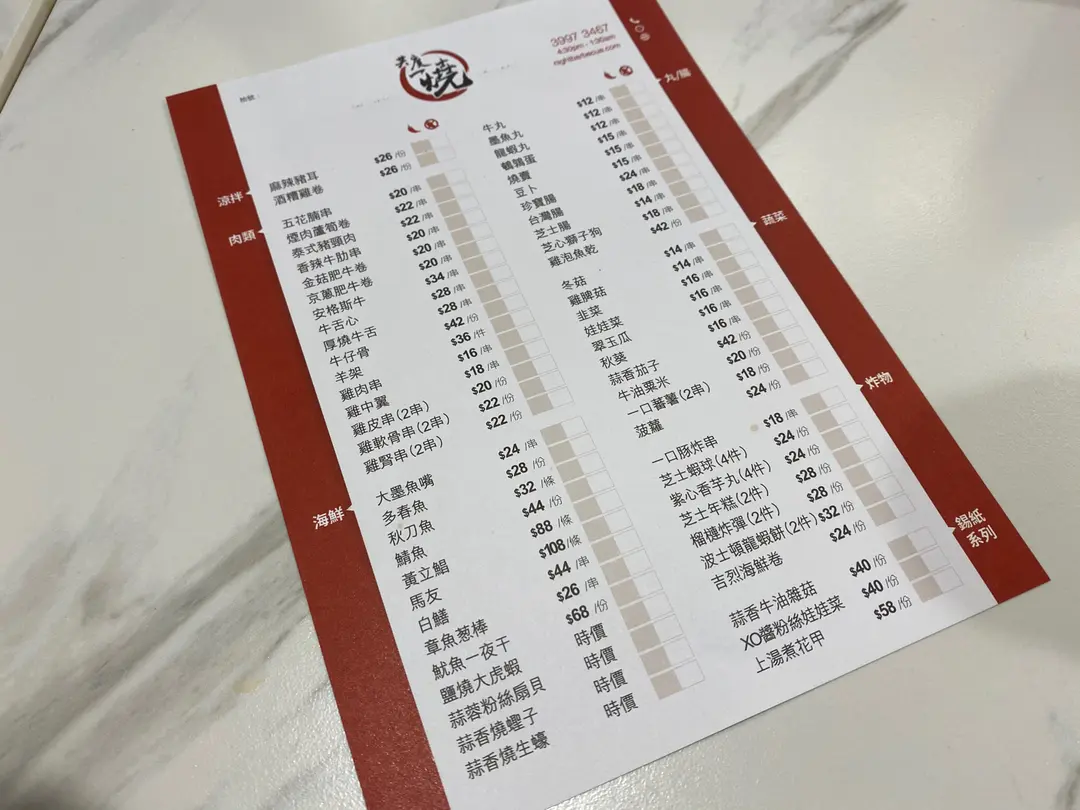 枱號：
燒
3997 3467
4:30pm - 1:30am
nightbarbecue.com
涼拌
麻辣豬耳 $26 /份
酒糟雞卷 $26 /份
肉類
五花腩串 $20 /串
煙肉蘆筍卷 $22 /串
泰式豬頸肉 $22 /串
香辣牛肋串 $20 /串
金菇肥牛卷 $20 /串
京蔥肥牛卷 $20 /串
安格斯牛 $34 /串
牛舌心 $28 /串
厚燒牛舌 $28 /串
牛仔骨 $42 /份
羊架 $36 /件
雞肉串 $16 /串
雞中翼 $18 /串
雞皮串(2串) $20 /份
雞軟骨串(2串) $22 /份
雞腎串(2串) $22 /份
海鮮
大墨魚嘴 $24 /串
多春魚 $28 /份
秋刀魚 $32 /條
鯖魚 $44 /份
黃立鯧 $88 /條
馬友 $108 /條
白鱔 $44 /串
章魚葱棒 $26 /串
魷魚一夜干 $68 /份
鹽燒大虎蝦 時價
蒜蓉粉絲扇貝 時價
蒜香燒蟶子 時價
蒜香燒生蠔 時價
丸/腸
牛丸 $12 /串
墨魚丸 $12 /串
龍蝦丸 $12 /串
鵪鶉蛋 $15 /串
燒賣 $15 /串
豆卜 $15 /串
珍寶腸 $24 /串
台灣腸 $18 /串
芝士腸 $14 /串
芝心獅子狗 $18 /串
雞泡魚乾 $42 /份
蔬菜
冬菇 $14 /串
雞脾菇 $14 /串
韭菜 $16 /串
娃娃菜 $16 /串
翠玉瓜 $16 /串
秋葵 $16 /串
蒜香茄子 $42 /份
牛油粟米 $20 /份
一口蕃薯(2串) $18 /份
菠蘿 $24 /份
炸物
一口豚炸串 $18 /串
芝士蝦球(4件) $24 /份
紫心香芋丸(4件) $24 /份
芝士年糕(2件) $28 /份
榴槤炸彈(2件) $28 /份
波士頓龍蝦餅(2件) $32 /份
吉烈海鮮卷 $24 /份
錫紙
系列
蒜香牛油雜菇 $40 /份
XO醬粉絲娃娃菜 $40 /份
上湯煮花甲 $58 /份